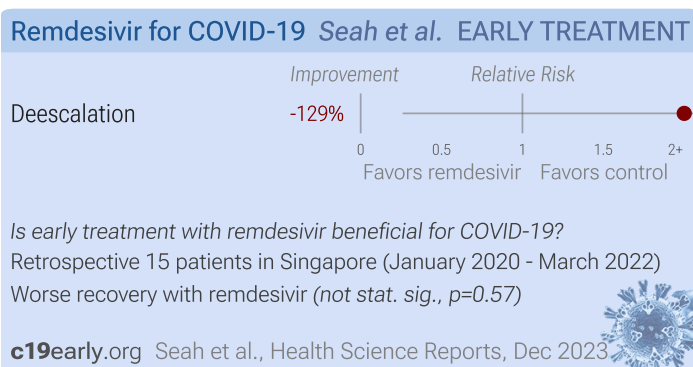 Remdesivir for COVID-19 Seah et al. EARLY TREATMENT
Improvement Relative Risk
Deescalation -129%
0 0.5 1 1.5 2+
Favors remdesivir Favors control
Is early treatment with remdesivir beneficial for COVID-19?
Retrospective 15 patients in Singapore (January 2020 - March 2022)
Worse recovery with remdesivir (not stat. sig., p=0.57)
c19early.org Seah et al., Health Science Reports, Dec 2023